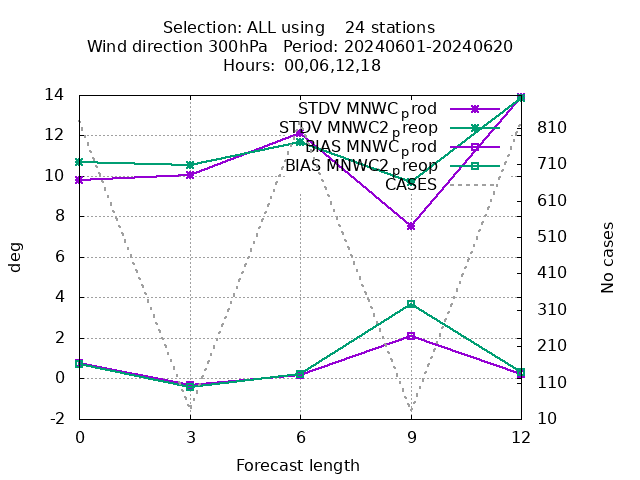 Selection: ALL using    24 stations
Wind direction 300hPa   Period: 20240601-20240620
Hours:  00,06,12,18
STDV MNWC_prod
STDV MNWC2_preop
BIAS MNWC_prod
BIAS MNWC2_preop
CASES
14
12
10
8
6
4
2
0
-2
deg
810
710
610
510
410
310
210
110
10
No cases
0 3 6 9 12
Forecast length